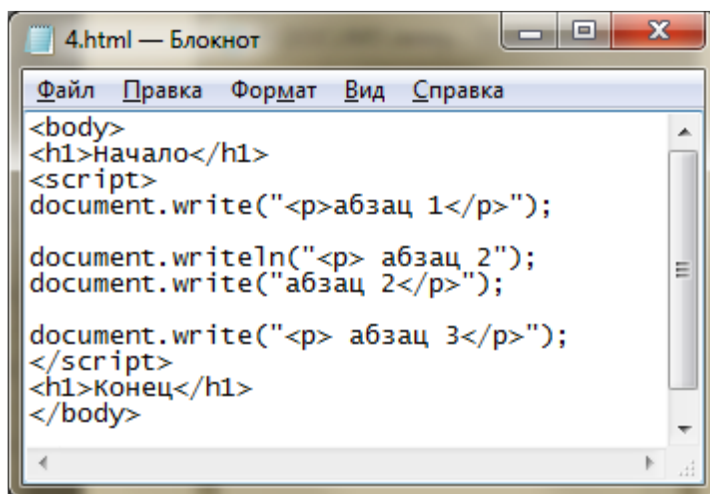 4.html — Блокнот
Файл Правка Формат Вид Справка
<body>
<h1>Начало</h1>
<script>
document.write("<p>абзац 1</p>");

document.writeln("<p> абзац 2");
document.write("абзац 2</p>");

document.write("<p> абзац 3</p>");
</script>
<h1>Конец</h1>
</body>